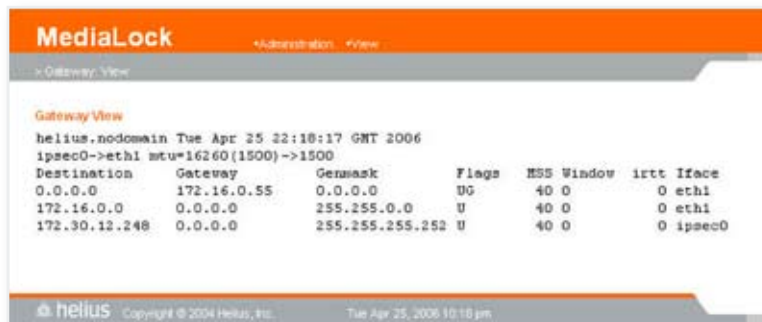 MediaLock
•Administration •View
> Gateway: View
Gateway View
helius.nodomain Tue Apr 25 22:18:17 GMT 2006
ipsec0->eth1 mtu=16260(1500)->1500
Destination Gateway Genmask Flags MSS Window irtt Iface
0.0.0.0 172.16.0.55 0.0.0.0 UG 40 0 0 eth1
172.16.0.0 0.0.0.0 255.255.0.0 U 40 0 0 eth1
172.30.12.248 0.0.0.0 255.255.255.252 U 40 0 0 ipsec0
helius Copyright © 2004 Helius, Inc. Tue Apr 25, 2006 10:18 pm